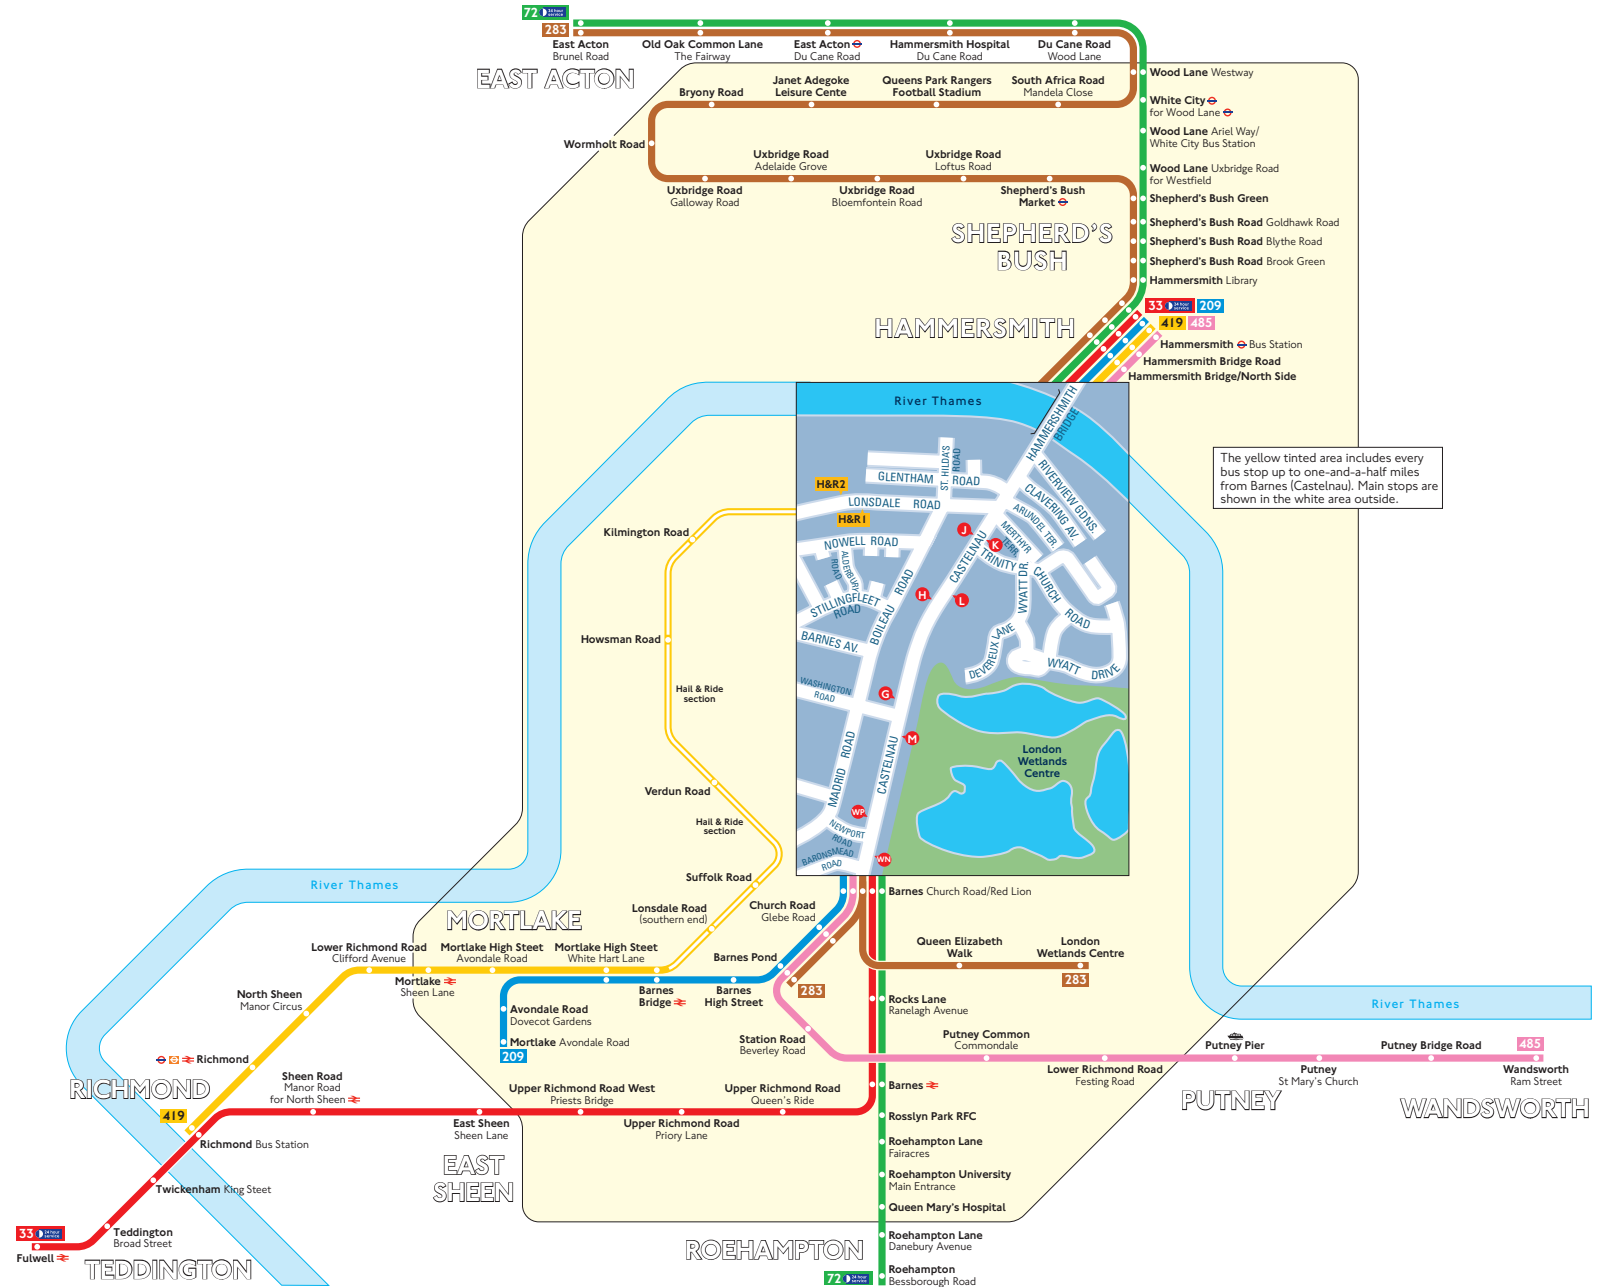 72 24 hour service
283
East Acton
Brunel Road
Old Oak Common Lane
The Fairway
East Acton
Du Cane Road
Hammersmith Hospital
Du Cane Road
Du Cane Road
Wood Lane
EAST ACTON
Wood Lane Westway
Bryony Road
Janet Adegoke
Leisure Cente
Queens Park Rangers
Football Stadium
South Africa Road
Mandela Close
White City
for Wood Lane
Wood Lane Ariel Way/
White City Bus Station
Wormholt Road
Uxbridge Road
Adelaide Grove
Uxbridge Road
Loftus Road
Wood Lane Uxbridge Road
for Westfield
Uxbridge Road
Galloway Road
Uxbridge Road
Bloemfontein Road
Shepherd's Bush
Market
Shepherd's Bush Green
Shepherd's Bush Road Goldhawk Road
SHEPHERD'S
BUSH
Shepherd's Bush Road Blythe Road
Shepherd's Bush Road Brook Green
Hammersmith Library
33 24 hour service 209
419 485
HAMMERSMITH
Hammersmith Bus Station
Hammersmith Bridge Road
Hammersmith Bridge/North Side
River Thames
HAMMERSHMITH
BRIDGE
The yellow tinted area includes every
bus stop up to one-and-a-half miles
from Barnes (Castelnau). Main stops are
shown in the white area outside.
ST. HILDA'S
ROAD
GLENTHAM ROAD
RIVERVIEW GDNS.
CLAVERING AV.
H&R2
LONSDALE ROAD
ARUNDEL TER.
H&R1
MERTHYR
TERR.
J
K
Kilmington Road
NOWELL ROAD
CASTELNAU
TRINITY
CHURCH
ROAD
ALDERBURY
ROAD
WYATT DR.
H
L
STILLINGFLEET
ROAD
BOILEAU ROAD
BARNES AV.
DEVEREUX LANE
WYATT DRIVE
Howsman Road
Hail & Ride
section
WASHINGTON
ROAD
G
M
MADRID ROAD
CASTELNAU
London
Wetlands
Centre
Verdun Road
Hail & Ride
section
WP
NEWPORT
ROAD
BARONSMEAD
ROAD
WN
River Thames
Suffolk Road
Barnes Church Road/Red Lion
Lonsdale Road
(southern end)
Church Road
Glebe Road
MORTLAKE
Lower Richmond Road
Clifford Avenue
Mortlake High Steet
Avondale Road
Mortlake High Steet
White Hart Lane
Barnes Pond
Queen Elizabeth
Walk
London
Wetlands Centre
283
283
Mortlake
Sheen Lane
North Sheen
Manor Circus
Barnes
Bridge
Barnes
High Street
Avondale Road
Dovecot Gardens
Mortlake Avondale Road
209
Rocks Lane
Ranelagh Avenue
River Thames
Station Road
Beverley Road
Putney Common
Commondale
Putney Pier
Putney Bridge Road
485
Richmond
Lower Richmond Road
Festing Road
Putney
St Mary's Church
Wandsworth
Ram Street
RICHMOND
Sheen Road
Manor Road
for North Sheen
Upper Richmond Road West
Priests Bridge
Upper Richmond Road
Queen's Ride
Barnes
PUTNEY
WANDSWORTH
419
East Sheen
Sheen Lane
Upper Richmond Road
Priory Lane
Rosslyn Park RFC
Richmond Bus Station
Roehampton Lane
Fairacres
EAST
SHEEN
Roehampton University
Main Entrance
Twickenham King Steet
Queen Mary's Hospital
Teddington
Broad Street
33 24 hour service
Fulwell
TEDDINGTON
Roehampton Lane
Danebury Avenue
ROEHAMPTON
72 24 hour service
Roehampton
Bessborough Road